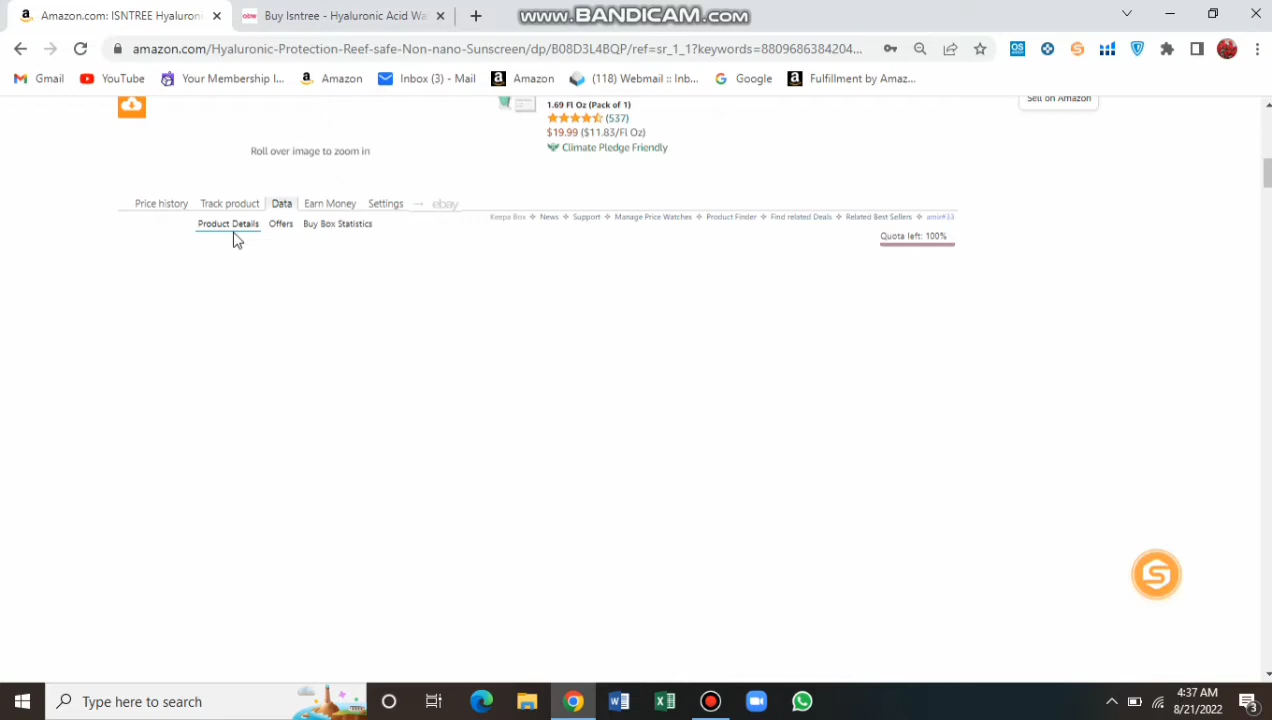 www.BANDICAM.com
Amazon.com: ISNTREE Hyaluron
Buy Isntree - Hyaluronic Acid Wa
amazon.com/Hyaluronic-Protection-Reef-safe-Non-nano-Sunscreen/dp/B08D3L4BQP/ref=sr_1_1?keywords=8809686384204...
Gmail
YouTube
Your Membership I...
Amazon
Inbox (3) - Mail
Amazon
(118) Webmail :: Inb...
Google
Fulfillment by Amaz...
1.69 Fl Oz (Pack of 1)
Sell on Amazon
(537)
$19.99 ($11.83/Fl Oz)
Climate Pledge Friendly
Roll over image to zoom in
Price history Track product Data Earn Money Settings → ebay
Keepa Box ✧ News ✧ Support ✧ Manage Price Watches ✧ Product Finder ✧ Find related Deals ✧ Related Best Sellers ✧ amir#33
Product Details Offers Buy Box Statistics
Quota left: 100%
Type here to search
4:37 AM
8/21/2022
3